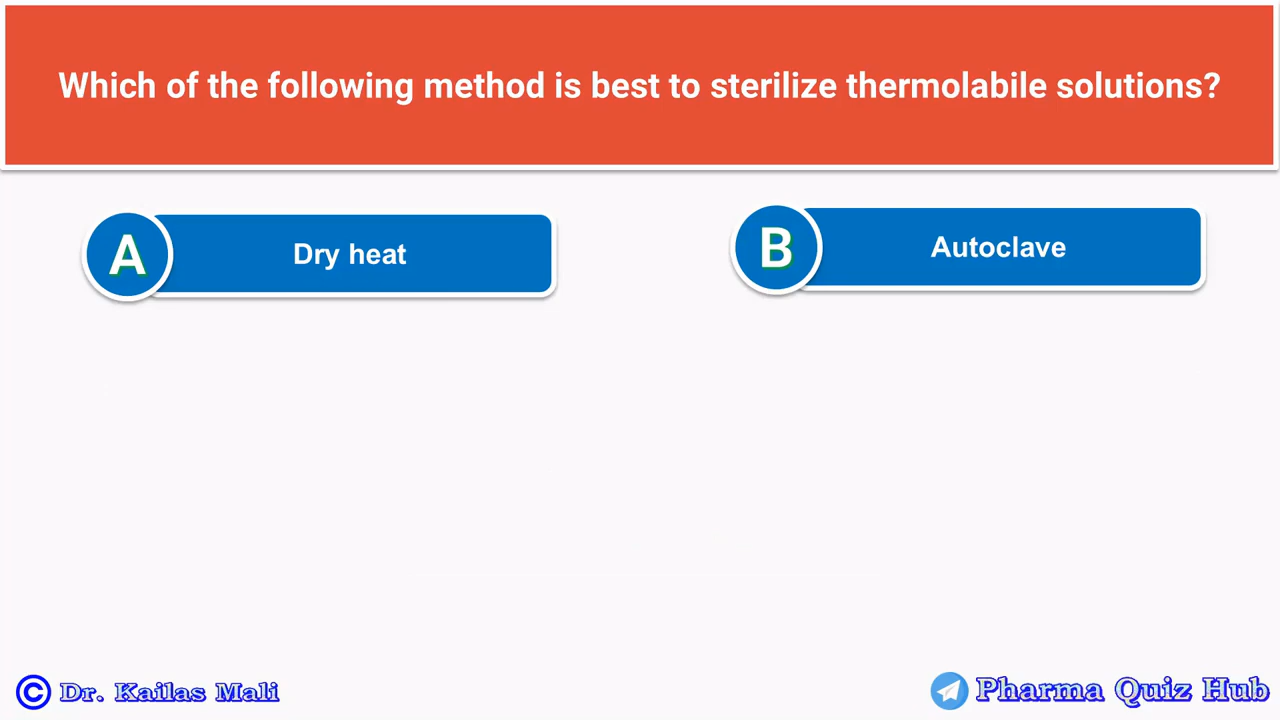 Which of the following method is best to sterilize thermolabile solutions?
A Dry heat
B Autoclave
© Dr. Kailas Mali
Pharma Quiz Hub